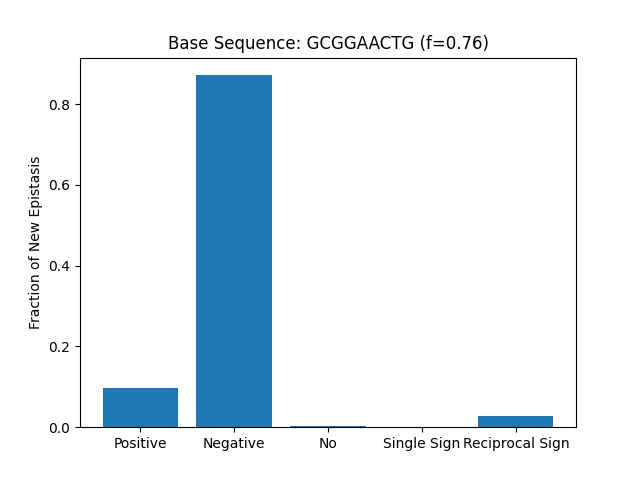 Base Sequence: GCGGAACTG (f=0.76)
Fraction of New Epistasis
0.8
0.6
0.4
0.2
0.0
Positive Negative No Single Sign Reciprocal Sign